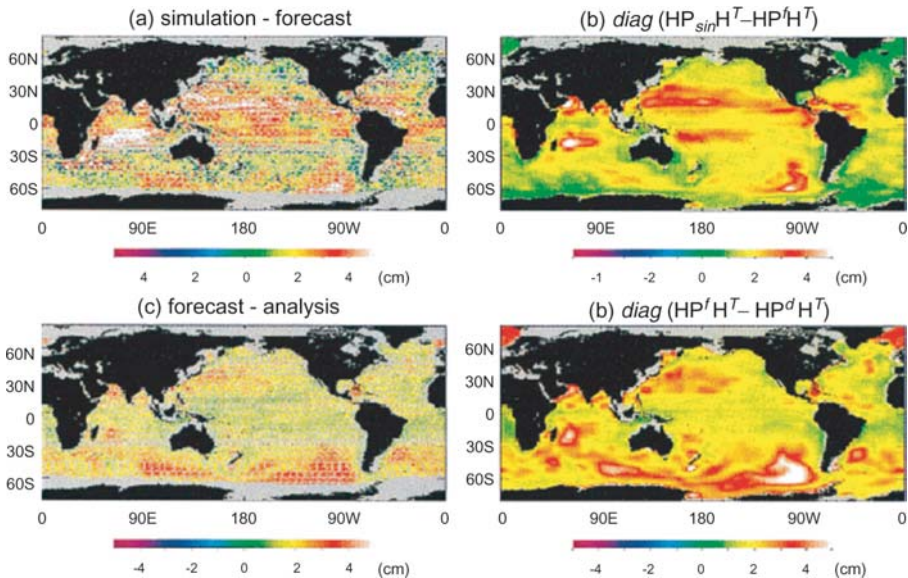 (a) simulation - forecast
60N
30N
0
30S
60S
0 90E 180 90W 0
4 2 0 2 4 (cm)
(b) diag (HP_sin H^T – HP^f H^T)
60N
30N
0
30S
60S
0 90E 180 90W 0
-1 -2 0 2 4 (cm)
(c) forecast - analysis
60N
30N
0
30S
60S
0 90E 180 90W 0
-4 -2 0 2 4 (cm)
(b) diag (HP^f H^T – HP^d H^T)
60N
30N
0
30S
60S
0 90E 180 90W 0
-4 -2 0 2 4 (cm)